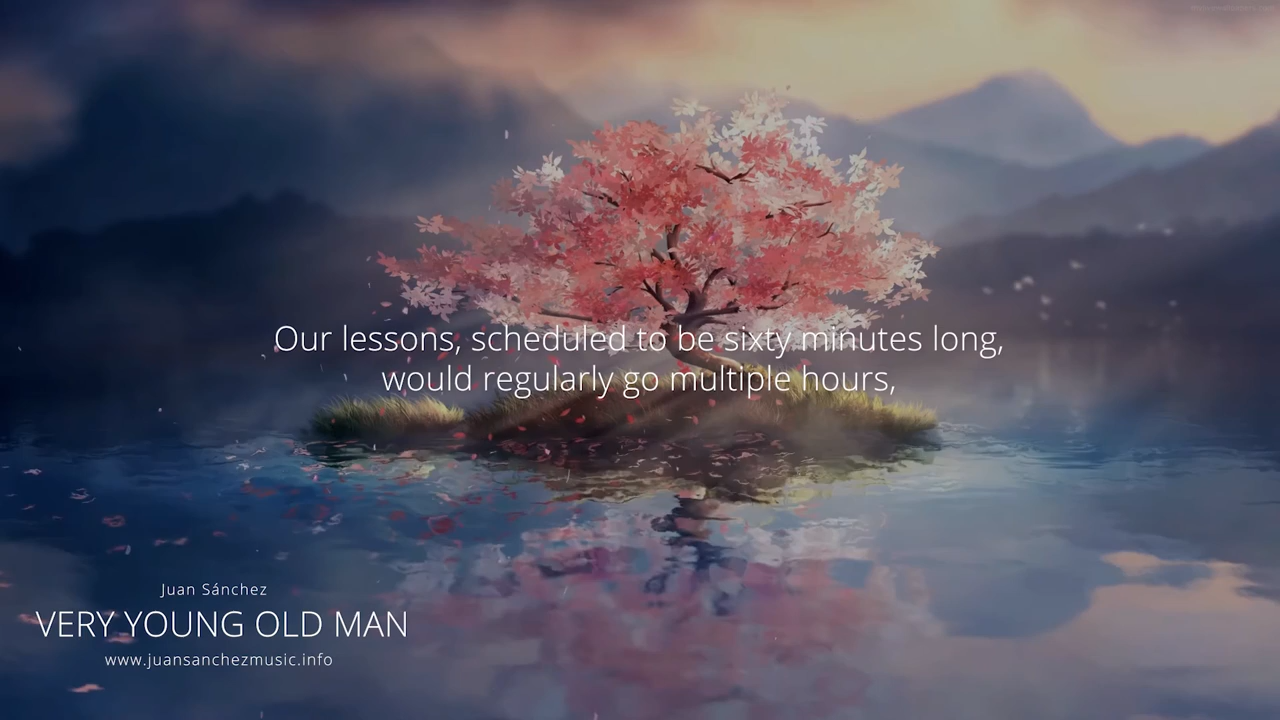 Our lessons, scheduled to be sixty minutes long,
would regularly go multiple hours,
Juan Sánchez
VERY YOUNG OLD MAN
www.juansanchezmusic.info